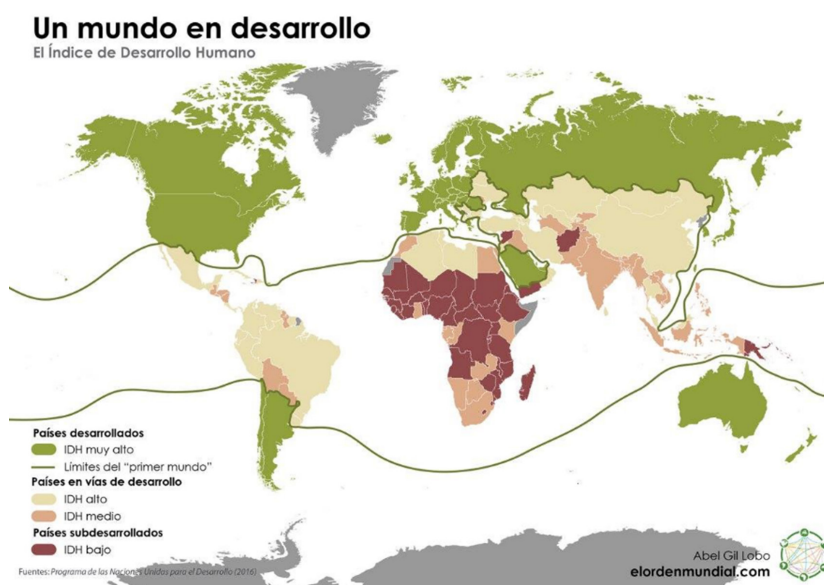 Un mundo en desarrollo
El Índice de Desarrollo Humano
Países desarrollados
IDH muy alto
Límites del “primer mundo”
Países en vías de desarrollo
IDH alto
IDH medio
Países subdesarrollados
IDH bajo
Fuentes: Programa de las Naciones Unidas para el Desarrollo (2016)
Abel Gil Lobo
elordenmundial.com